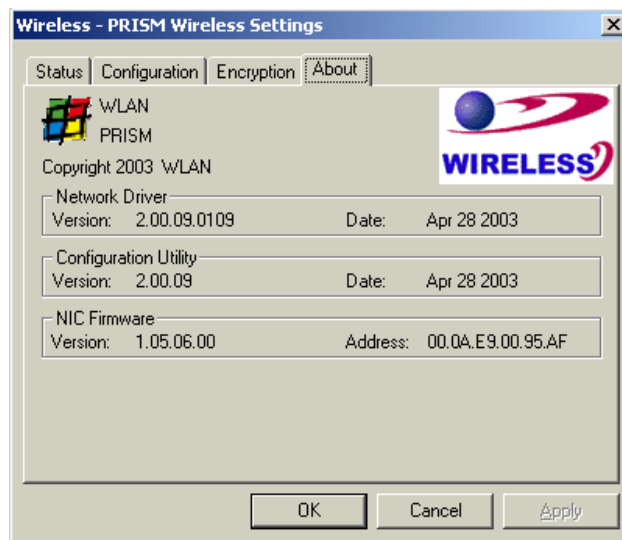 Wireless - PRISM Wireless Settings
Status Configuration Encryption About
WLAN
PRISM
Copyright 2003 WLAN
WIRELESS
Network Driver
Version: 2.00.09.0109 Date: Apr 28 2003
Configuration Utility
Version: 2.00.09 Date: Apr 28 2003
NIC Firmware
Version: 1.05.06.00 Address: 00.0A.E9.00.95.AF
OK Cancel Apply